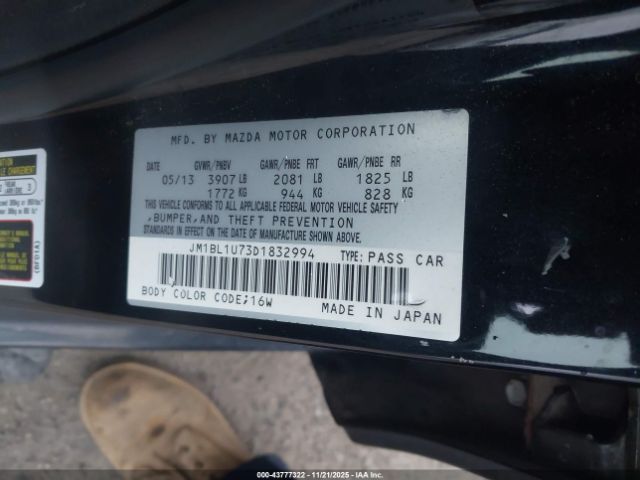 MFD. BY MAZDA MOTOR CORPORATION
DATE GVWR/PNBV GAWR/PNBE FRT GAWR/PNBE RR
05/13 3907 LB 2081 LB 1825 LB
1772 KG 944 KG 828 KG
THIS VEHICLE CONFORMS TO ALL APPLICABLE FEDERAL MOTOR VEHICLE SAFETY
,BUMPER,AND THEFT PREVENTION
STANDARDS IN EFFECT ON THE DATE OF MANUFACTURE SHOWN ABOVE.
JM1BL1U73D1832994 TYPE: PASS CAR
BODY COLOR CODE;16W
MADE IN JAPAN
(BFD1A)
000-43777322 - 11/21/2025 - IAAI.COM